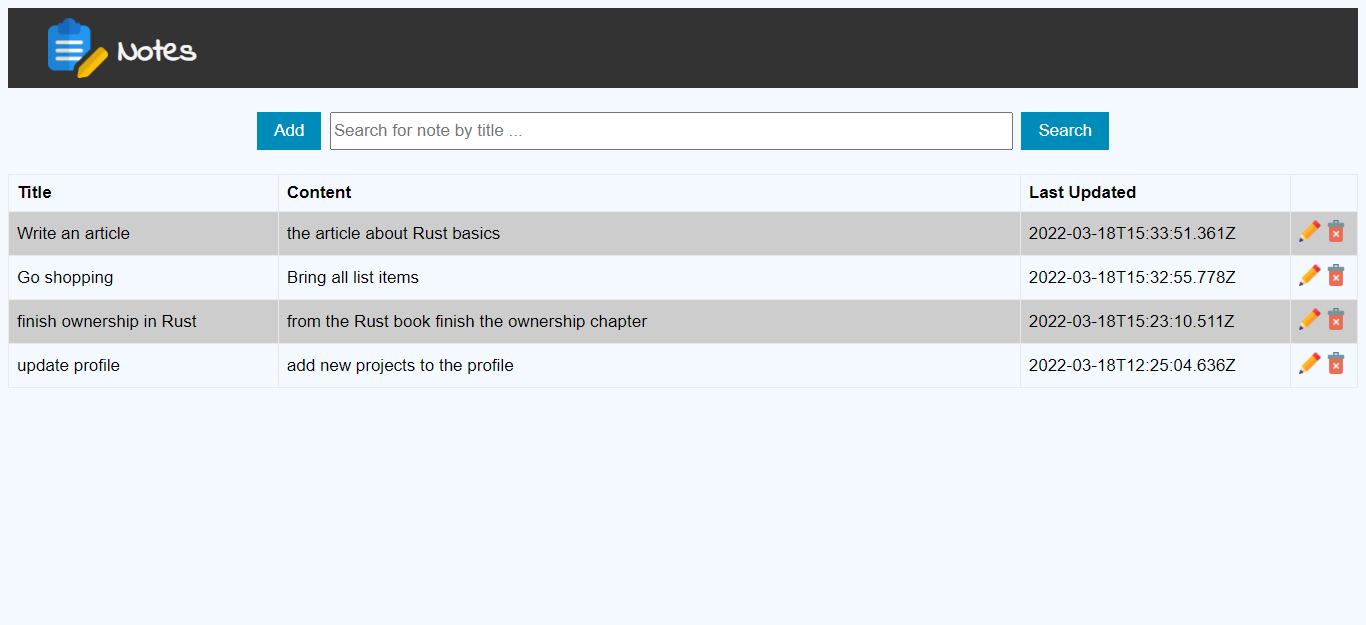 Notes
Add Search for note by title ... Search
Title Content Last Updated
Write an article the article about Rust basics 2022-03-18T15:33:51.361Z
Go shopping Bring all list items 2022-03-18T15:32:55.778Z
finish ownership in Rust from the Rust book finish the ownership chapter 2022-03-18T15:23:10.511Z
update profile add new projects to the profile 2022-03-18T12:25:04.636Z